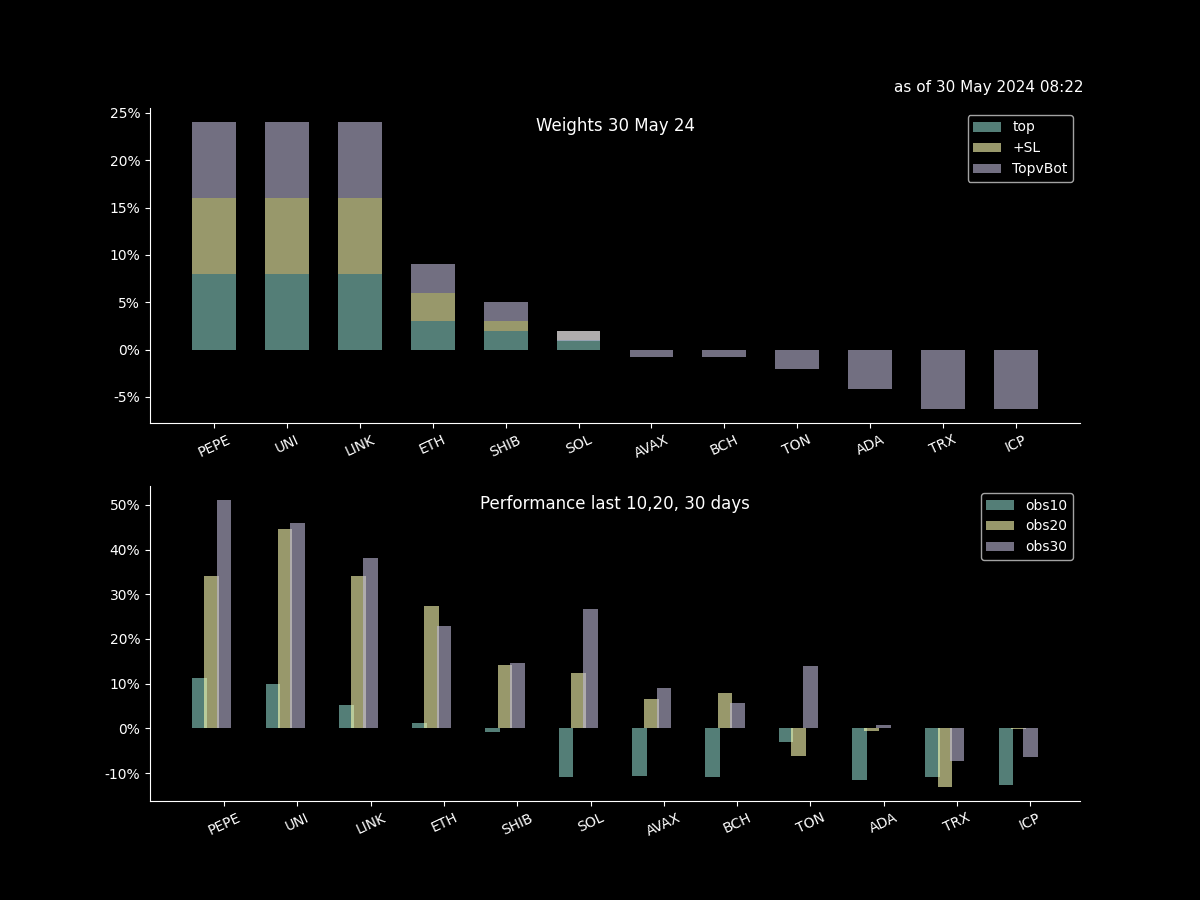 as of 30 May 2024 08:22
Weights 30 May 24
top
+SL
TopvBot
25%
20%
15%
10%
5%
0%
-5%
PEPE UNI LINK ETH SHIB SOL AVAX BCH TON ADA TRX ICP
Performance last 10,20, 30 days
obs10
obs20
obs30
50%
40%
30%
20%
10%
0%
-10%
PEPE UNI LINK ETH SHIB SOL AVAX BCH TON ADA TRX ICP